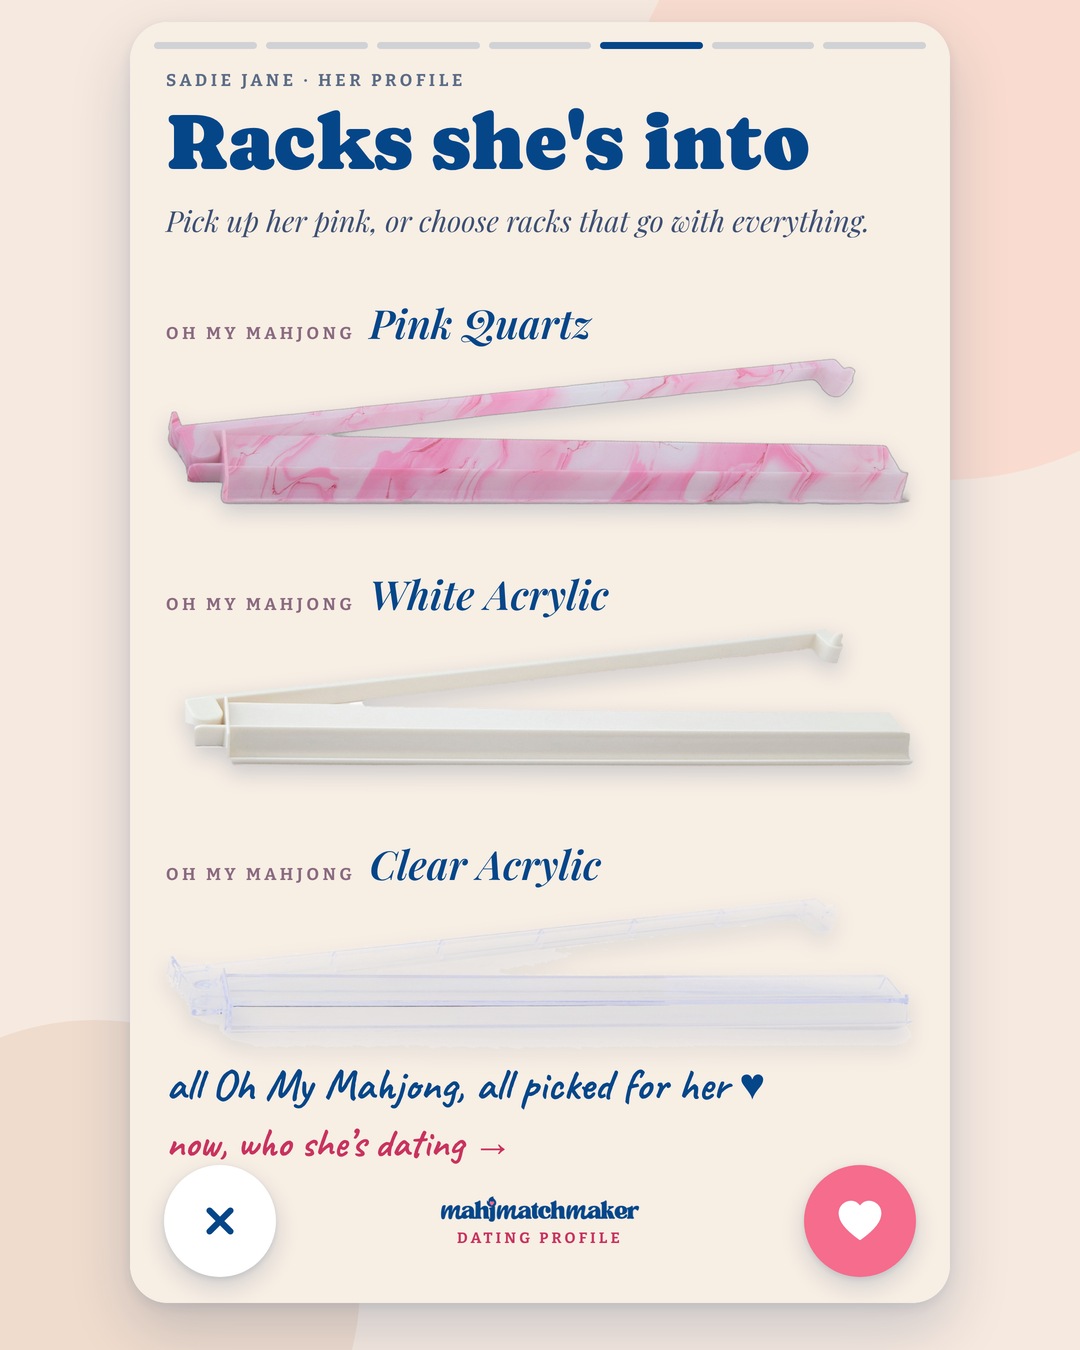 SADIE JANE · HER PROFILE
Racks she's into
Pick up her pink, or choose racks that go with everything.
OH MY MAHJONG Pink Quartz
OH MY MAHJONG White Acrylic
OH MY MAHJONG Clear Acrylic
all Oh My Mahjong, all picked for her ♥
now, who she's dating →
mahjmatchmaker
DATING PROFILE